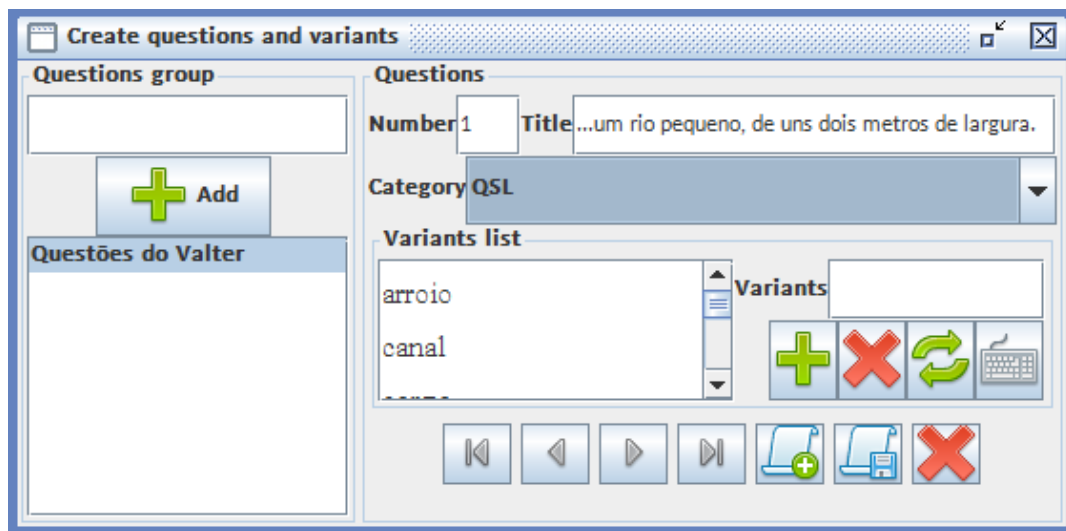 Create questions and variants
Questions group
Add
Questões do Valter
Questions
Number 1 Title ...um rio pequeno, de uns dois metros de largura.
Category QSL
Variants list
arroio
canal
Variants